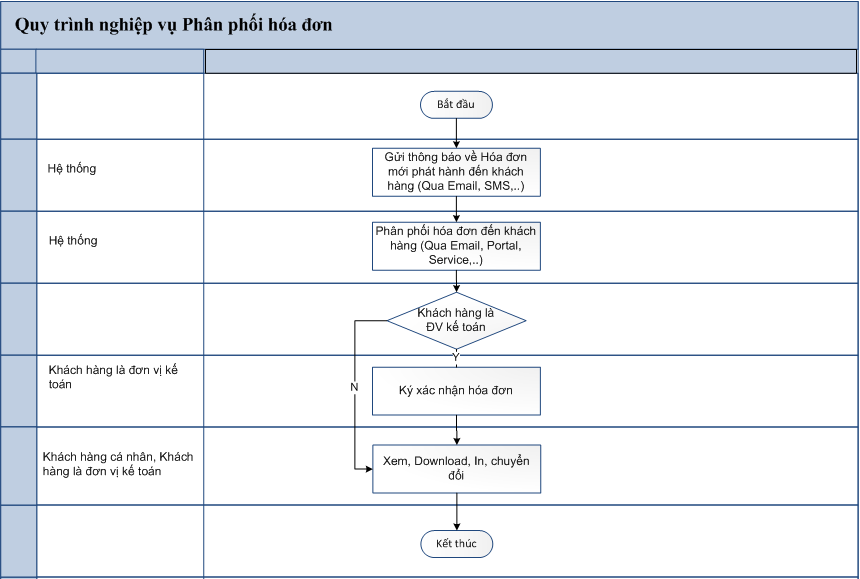 Quy trình nghiệp vụ Phân phối hóa đơn
Bắt đầu
Hệ thống
Gửi thông báo về Hóa đơn
mới phát hành đến khách
hàng (Qua Email, SMS,..)
Hệ thống
Phân phối hóa đơn đến khách
hàng (Qua Email, Portal,
Service,..)
Khách hàng là
ĐV kế toán
Y
Khách hàng là đơn vị kế
toán
N
Ký xác nhận hóa đơn
Khách hàng cá nhân, Khách
hàng là đơn vị kế toán
Xem, Download, In, chuyển
đổi
Kết thúc